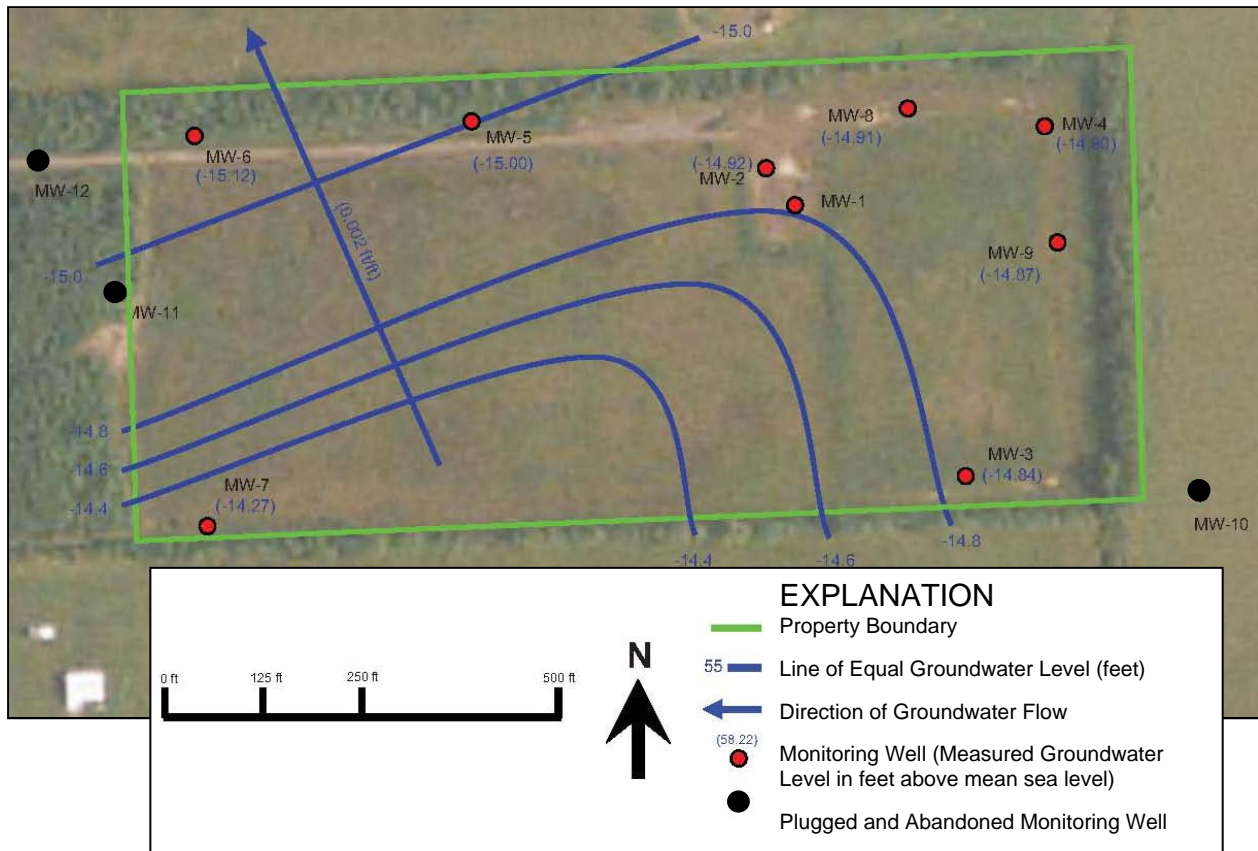 -15.0
MW-8
(-14.91)
MW-4
(-14.90)
MW-5
(-15.00)
MW-6
(-15.12)
(-14.92)
MW-2
MW-12
MW-1
(0.002 ft/ft)
MW-9
(-14.87)
-15.0
MW-11
-14.8
-14.6
-14.4
MW-7
(-14.27)
MW-3
(-14.84)
MW-10
-14.4
-14.6
-14.8
EXPLANATION
Property Boundary
55 Line of Equal Groundwater Level (feet)
Direction of Groundwater Flow
(58.22)
Monitoring Well (Measured Groundwater
Level in feet above mean sea level)
Plugged and Abandoned Monitoring Well
0 ft
125 ft
250 ft
500 ft
N